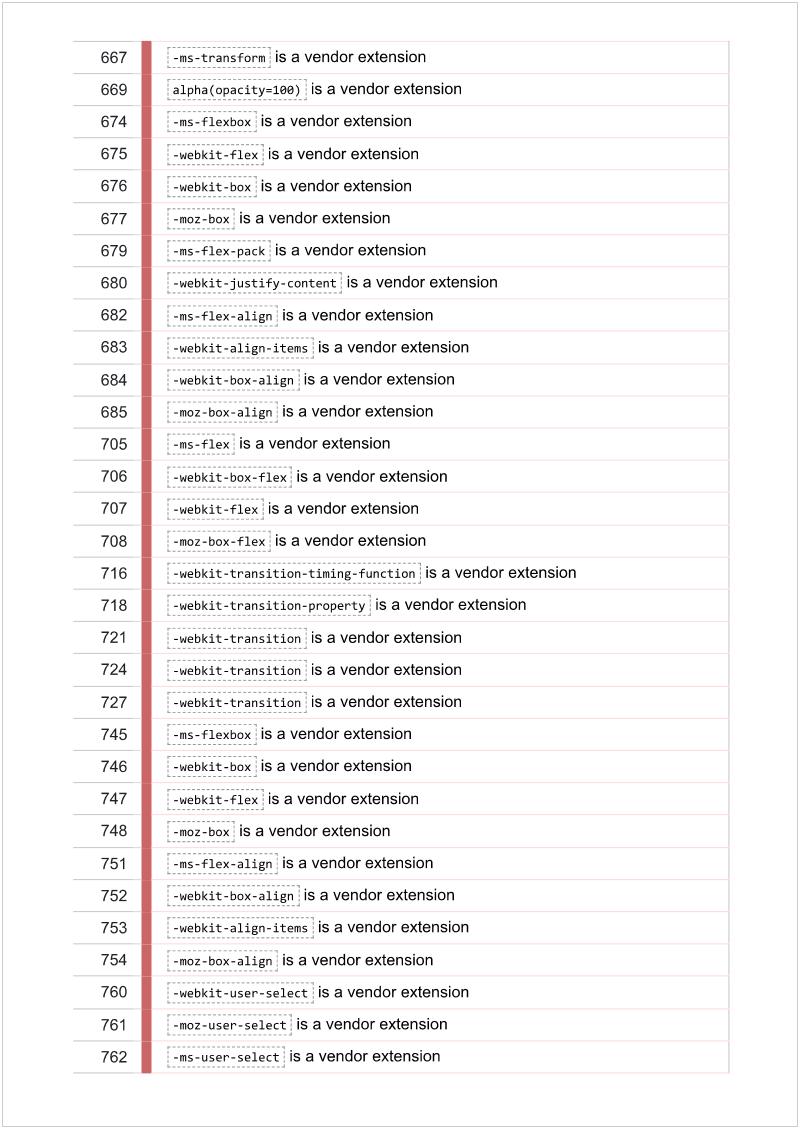 667 -ms-transform is a vendor extension
669 alpha(opacity=100) is a vendor extension
674 -ms-flexbox is a vendor extension
675 -webkit-flex is a vendor extension
676 -webkit-box is a vendor extension
677 -moz-box is a vendor extension
679 -ms-flex-pack is a vendor extension
680 -webkit-justify-content is a vendor extension
682 -ms-flex-align is a vendor extension
683 -webkit-align-items is a vendor extension
684 -webkit-box-align is a vendor extension
685 -moz-box-align is a vendor extension
705 -ms-flex is a vendor extension
706 -webkit-box-flex is a vendor extension
707 -webkit-flex is a vendor extension
708 -moz-box-flex is a vendor extension
716 -webkit-transition-timing-function is a vendor extension
718 -webkit-transition-property is a vendor extension
721 -webkit-transition is a vendor extension
724 -webkit-transition is a vendor extension
727 -webkit-transition is a vendor extension
745 -ms-flexbox is a vendor extension
746 -webkit-box is a vendor extension
747 -webkit-flex is a vendor extension
748 -moz-box is a vendor extension
751 -ms-flex-align is a vendor extension
752 -webkit-box-align is a vendor extension
753 -webkit-align-items is a vendor extension
754 -moz-box-align is a vendor extension
760 -webkit-user-select is a vendor extension
761 -moz-user-select is a vendor extension
762 -ms-user-select is a vendor extension